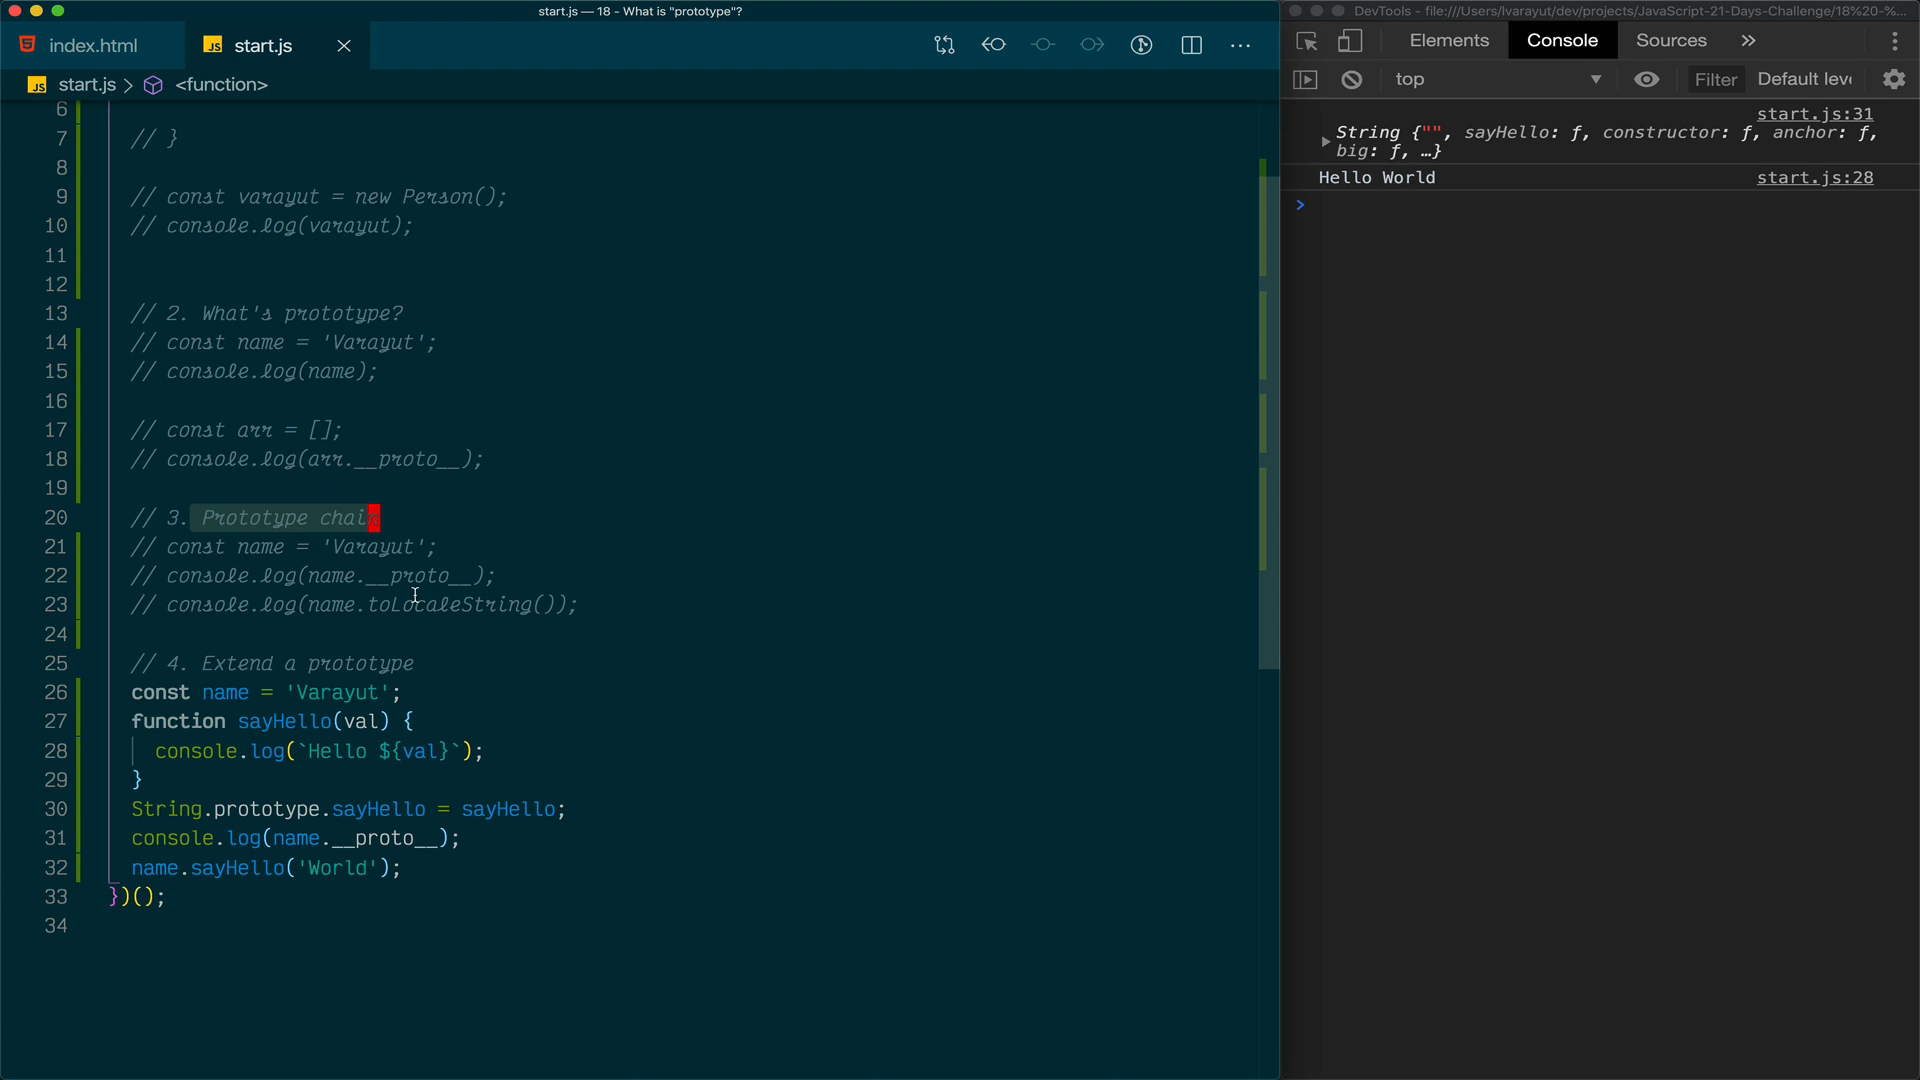 start.js — 18 - What is "prototype"?
index.html
JS start.js
JS start.js > <function>
6
7 // }
8
9 // const varayut = new Person();
10 // console.log(varayut);
11
12
13 // 2. What's prototype?
14 // const name = 'Varayut';
15 // console.log(name);
16
17 // const arr = [];
18 // console.log(arr.__proto__);
19
20 // 3. Prototype chain
21 // const name = 'Varayut';
22 // console.log(name.__proto__);
23 // console.log(name.toLocaleString());
24
25 // 4. Extend a prototype
26 const name = 'Varayut';
27 function sayHello(val) {
28 console.log(`Hello ${val}`);
29 }
30 String.prototype.sayHello = sayHello;
31 console.log(name.__proto__);
32 name.sayHello('World');
33 })();
34
DevTools - file:///Users/lvarayut/dev/projects/JavaScript-21-Days-Challenge/18%20-%...
Elements Console Sources »
top Filter Default leve
start.js:31
String {"", sayHello: ƒ, constructor: ƒ, anchor: ƒ,
big: ƒ, …}
Hello World start.js:28
>